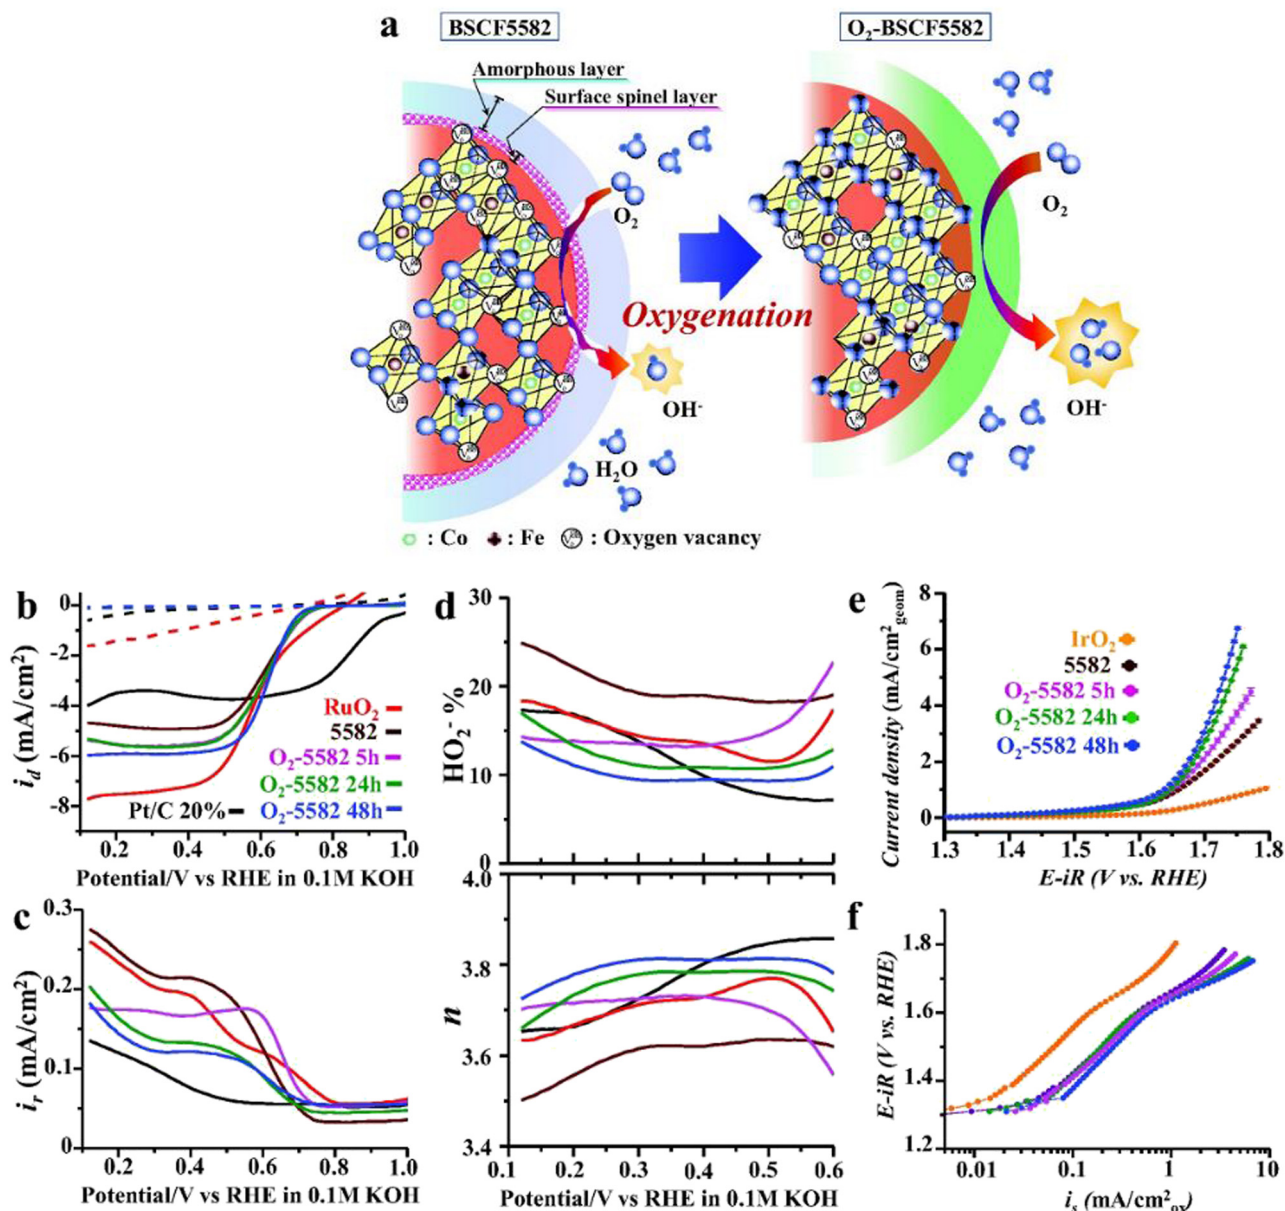 a
BSCF5582
O2-BSCF5582
Amorphous layer
Surface spinel layer
O2
O2
Oxygenation
OH-
OH-
H2O
: Co : Fe : Oxygen vacancy
b
0
-2
-4
-6
-8
id (mA/cm2)
RuO2
5582
O2-5582 5h
O2-5582 24h
Pt/C 20% O2-5582 48h
0.2 0.4 0.6 0.8 1.0
Potential/V vs RHE in 0.1M KOH
c
0.3
0.2
0.1
0
ir (mA/cm2)
0.2 0.4 0.6 0.8 1.0
Potential/V vs RHE in 0.1M KOH
d
30
20
10
0
HO2- %
4.0
3.8
3.6
3.4
n
0.1 0.2 0.3 0.4 0.5 0.6
Potential/V vs RHE in 0.1M KOH
e
8
6
4
2
0
Current density (mA/cm2geom)
IrO2
5582
O2-5582 5h
O2-5582 24h
O2-5582 48h
1.3 1.4 1.5 1.6 1.7 1.8
E-iR (V vs. RHE)
f
1.8
1.6
1.4
1.2
E-iR (V vs. RHE)
0.01 0.1 1 10
is (mA/cm2ox)